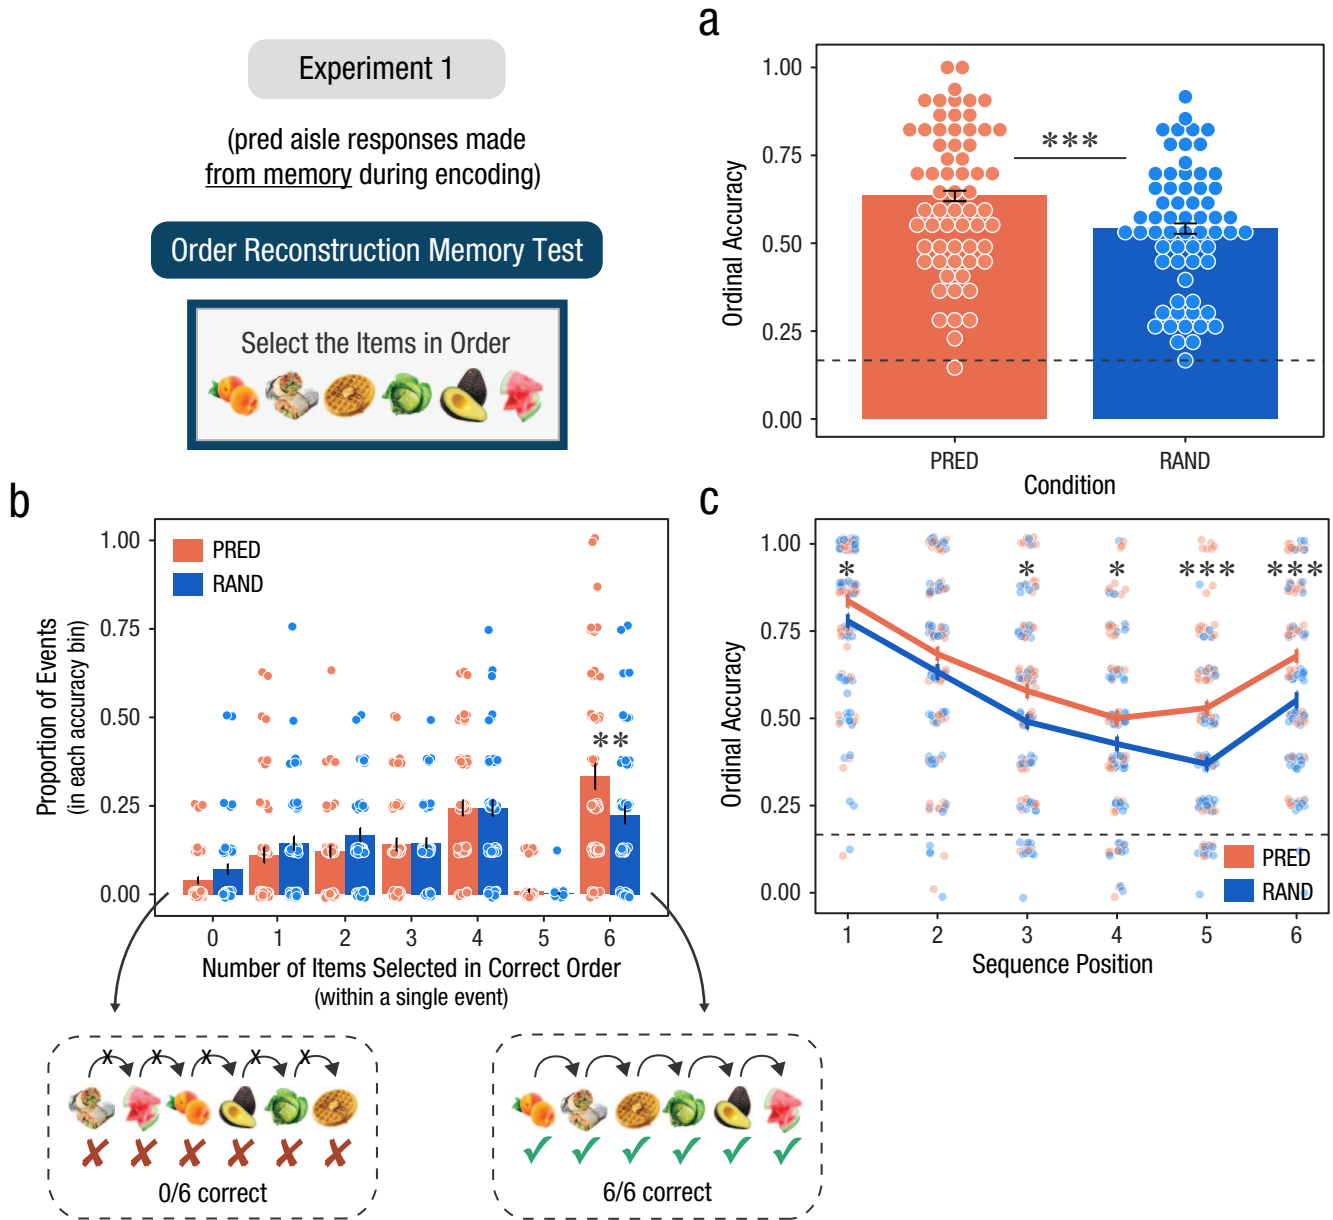 Experiment 1
(pred aisle responses made
from memory during encoding)
Order Reconstruction Memory Test
Select the Items in Order
a
1.00
0.75
0.50
0.25
0.00
Ordinal Accuracy
***
PRED
RAND
Condition
b
1.00
0.75
0.50
0.25
0.00
Proportion of Events
(in each accuracy bin)
PRED
RAND
**
0 1 2 3 4 5 6
Number of Items Selected in Correct Order
(within a single event)
x x x x x
✗ ✗ ✗ ✗ ✗ ✗
0/6 correct
✓ ✓ ✓ ✓ ✓ ✓
6/6 correct
c
1.00
0.75
0.50
0.25
0.00
Ordinal Accuracy
* * * *** ***
PRED
RAND
1 2 3 4 5 6
Sequence Position